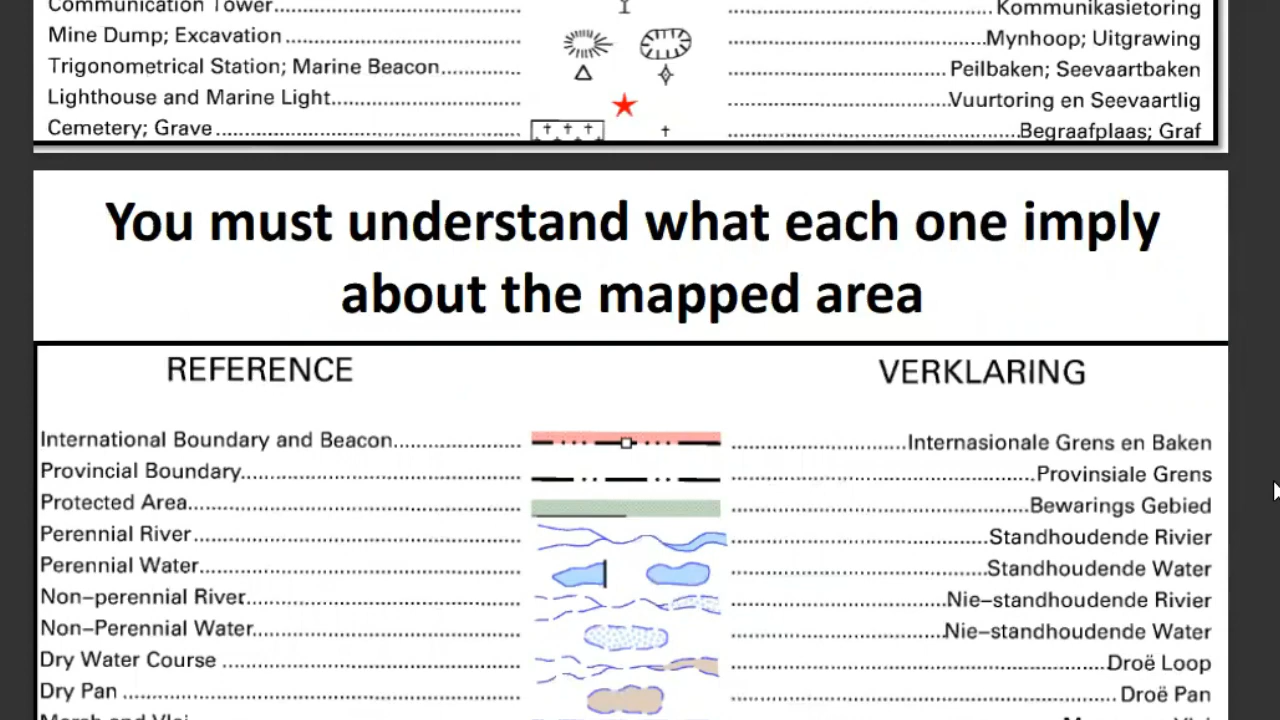 Communication Tower Kommunikasietoring
Mine Dump; Excavation Mynhoop; Uitgrawing
Trigonometrical Station; Marine Beacon Peilbaken; Seevaartbaken
Lighthouse and Marine Light Vuurtoring en Seevaartlig
Cemetery; Grave Begraafplaas; Graf
You must understand what each one imply
about the mapped area
REFERENCE VERKLARING
International Boundary and Beacon Internasionale Grens en Baken
Provincial Boundary Provinsiale Grens
Protected Area Bewarings Gebied
Perennial River Standhoudende Rivier
Perennial Water Standhoudende Water
Non-perennial River Nie-standhoudende Rivier
Non-Perennial Water Nie-standhoudende Water
Dry Water Course Droë Loop
Dry Pan Droë Pan